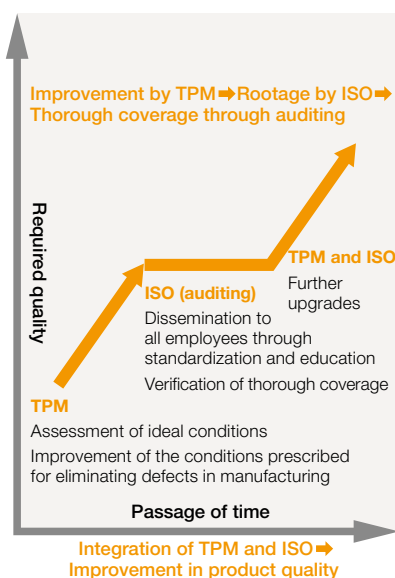 Improvement by TPM➡Rootage by ISO➡
Thorough coverage through auditing
Required quality
TPM and ISO
Further
upgrades
ISO (auditing)
Dissemination to
all employees through
standardization and education
Verification of thorough coverage
TPM
Assessment of ideal conditions
Improvement of the conditions prescribed
for eliminating defects in manufacturing
Passage of time
Integration of TPM and ISO➡
Improvement in product quality